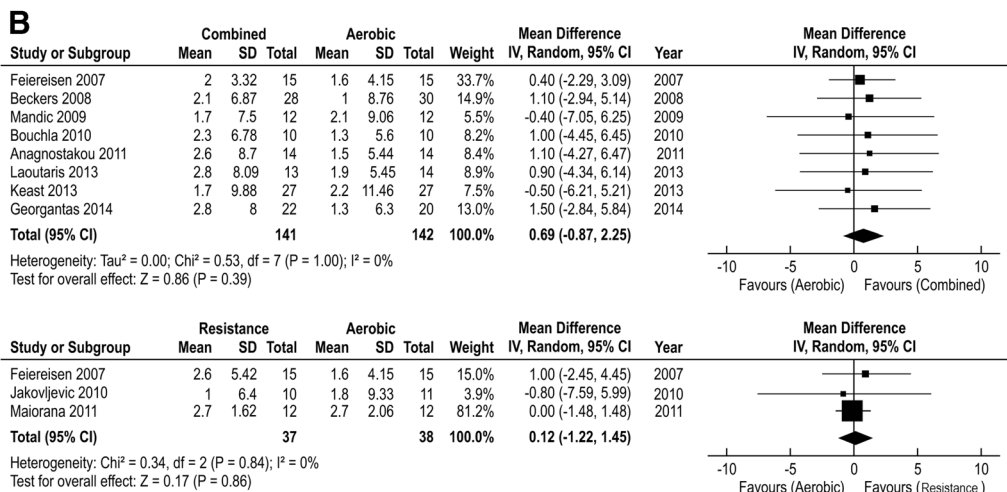 B
Combined Aerobic Mean Difference Mean Difference
Study or Subgroup Mean SD Total Mean SD Total Weight IV, Random, 95% CI Year IV, Random, 95% CI
Feiereisen 2007 2 3.32 15 1.6 4.15 15 33.7% 0.40 (-2.29, 3.09) 2007
Beckers 2008 2.1 6.87 28 1 8.76 30 14.9% 1.10 (-2.94, 5.14) 2008
Mandic 2009 1.7 7.5 12 2.1 9.06 12 5.5% -0.40 (-7.05, 6.25) 2009
Bouchla 2010 2.3 6.78 10 1.3 5.6 10 8.2% 1.00 (-4.45, 6.45) 2010
Anagnostakou 2011 2.6 8.7 14 1.5 5.44 14 8.4% 1.10 (-4.27, 6.47) 2011
Laoutaris 2013 2.8 8.09 13 1.9 5.45 14 8.9% 0.90 (-4.34, 6.14) 2013
Keast 2013 1.7 9.88 27 2.2 11.46 27 7.5% -0.50 (-6.21, 5.21) 2013
Georgantas 2014 2.8 8 22 1.3 6.3 20 13.0% 1.50 (-2.84, 5.84) 2014
Total (95% CI) 141 142 100.0% 0.69 (-0.87, 2.25)
Heterogeneity: Tau² = 0.00; Chi² = 0.53, df = 7 (P = 1.00); I² = 0%
Test for overall effect: Z = 0.86 (P = 0.39)
-10 -5 0 5 10
Favours (Aerobic) Favours (Combined)
Resistance Aerobic Mean Difference Mean Difference
Study or Subgroup Mean SD Total Mean SD Total Weight IV, Random, 95% CI Year IV, Random, 95% CI
Feiereisen 2007 2.6 5.42 15 1.6 4.15 15 15.0% 1.00 (-2.45, 4.45) 2007
Jakovljevic 2010 1 6.4 10 1.8 9.33 11 3.9% -0.80 (-7.59, 5.99) 2010
Maiorana 2011 2.7 1.62 12 2.7 2.06 12 81.2% 0.00 (-1.48, 1.48) 2011
Total (95% CI) 37 38 100.0% 0.12 (-1.22, 1.45)
Heterogeneity: Chi² = 0.34, df = 2 (P = 0.84); I² = 0%
Test for overall effect: Z = 0.17 (P = 0.86)
-10 -5 0 5 10
Favours (Aerobic) Favours (Resistance )